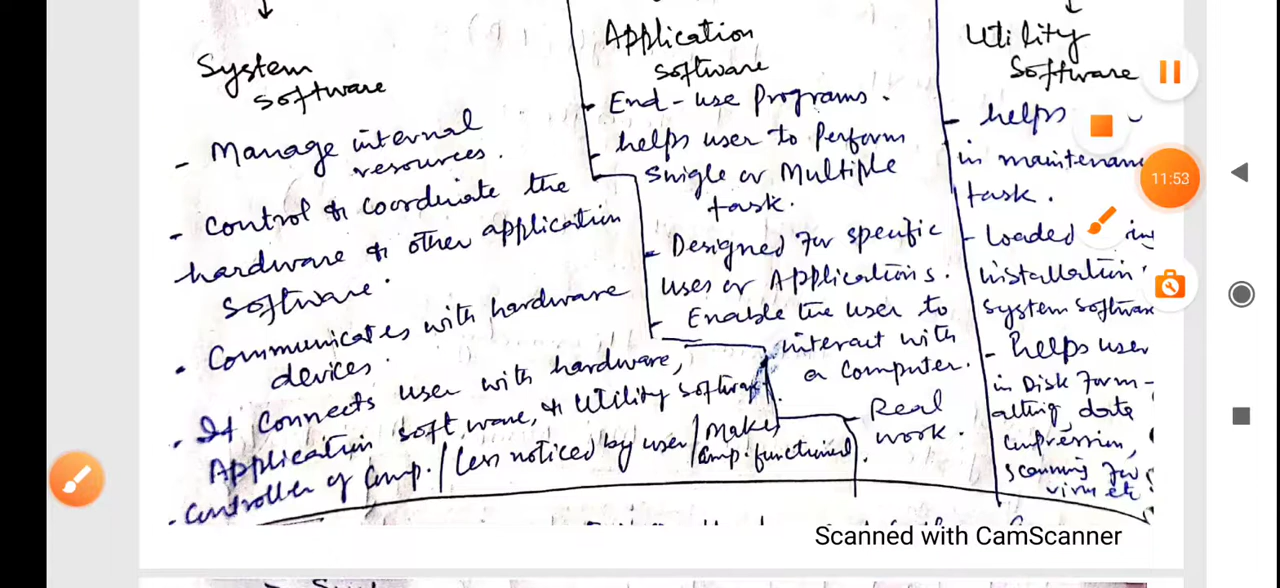 System
Software
- Manage internal
resources.
- Control & coordinate the
hardware & other application
Software.
- Communicates with hardware
devices.
- It Connects user with hardware,
Application software, & Utility Software
- Controller of Comp. / Less noticed by user / Makes
Comp. functional
Application
Software
- End-use Programs.
- helps user to Perform
Single or Multiple
task.
- Designed for specific
uses or Applications.
- Enable the user to
interact with
a Computer.
- Real
work.
Utility
Software
- helps
in maintenan
task.
- Loaded
installation
System Software
- helps user
in Disk Form-
atting, data
Compression,
Scanning for
virus etc.
11:53
Scanned with CamScanner